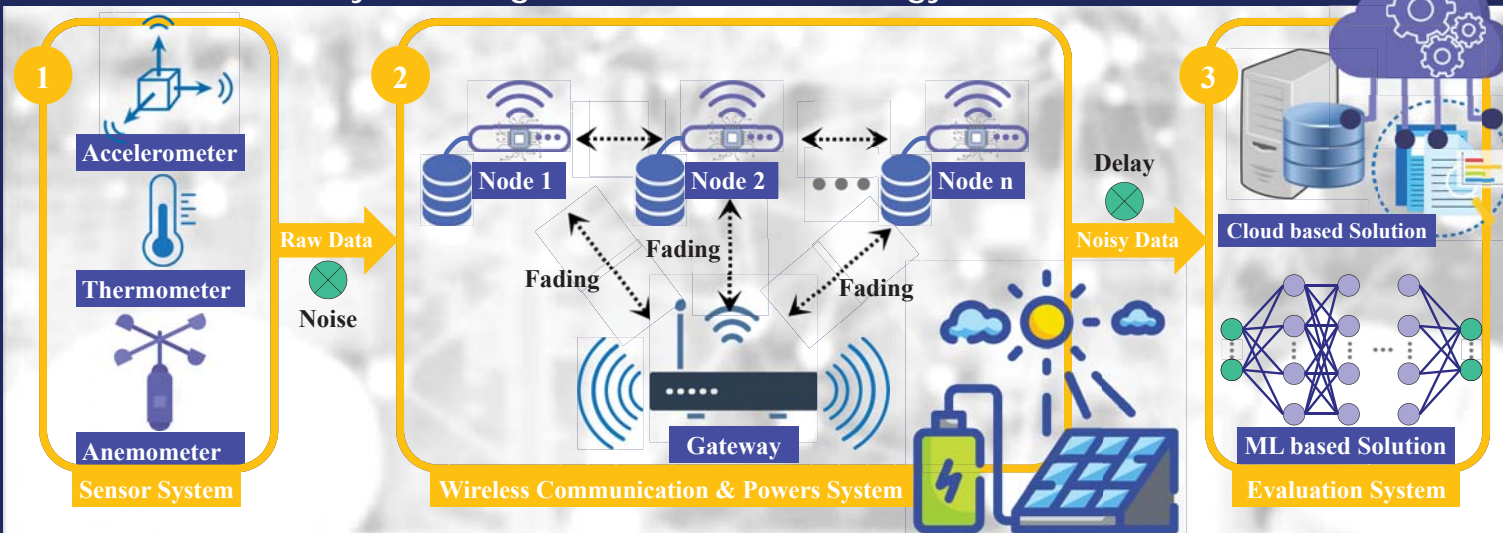 1
Accelerometer
Thermometer
Anemometer
Sensor System
Raw Data
Noise
2
Node 1
Node 2
Node n
Fading
Fading
Fading
Gateway
Wireless Communication & Powers System
Delay
Noisy Data
3
Cloud based Solution
ML based Solution
Evaluation System